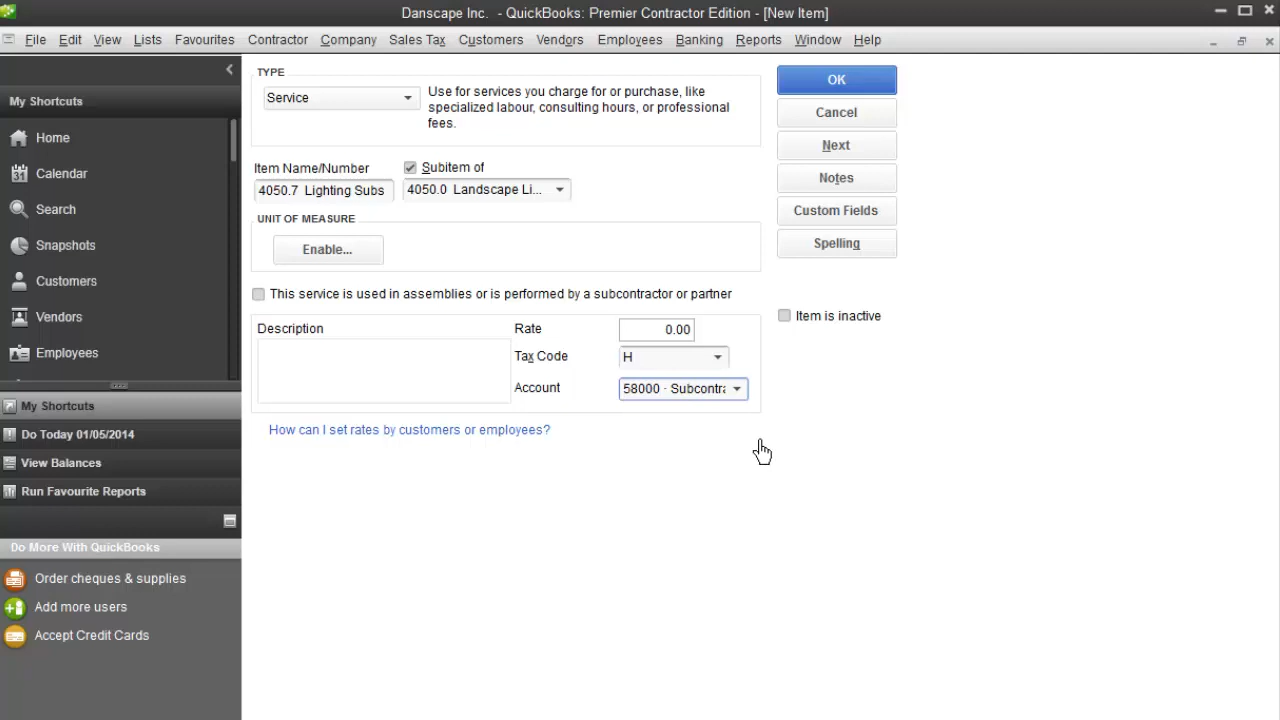 Danscape Inc. - QuickBooks: Premier Contractor Edition - [New Item]
File Edit View Lists Favourites Contractor Company Sales Tax Customers Vendors Employees Banking Reports Window Help
My Shortcuts
Home
Calendar
Search
Snapshots
Customers
Vendors
Employees
My Shortcuts
Do Today 01/05/2014
View Balances
Run Favourite Reports
Do More With QuickBooks
Order cheques & supplies
Add more users
Accept Credit Cards
TYPE
Service
Use for services you charge for or purchase, like
specialized labour, consulting hours, or professional
fees.
Item Name/Number
Subitem of
4050.7 Lighting Subs
4050.0 Landscape Li...
UNIT OF MEASURE
Enable...
This service is used in assemblies or is performed by a subcontractor or partner
Description
Rate
0.00
Tax Code
H
Account
58000 · Subcontra
How can I set rates by customers or employees?
OK
Cancel
Next
Notes
Custom Fields
Spelling
Item is inactive